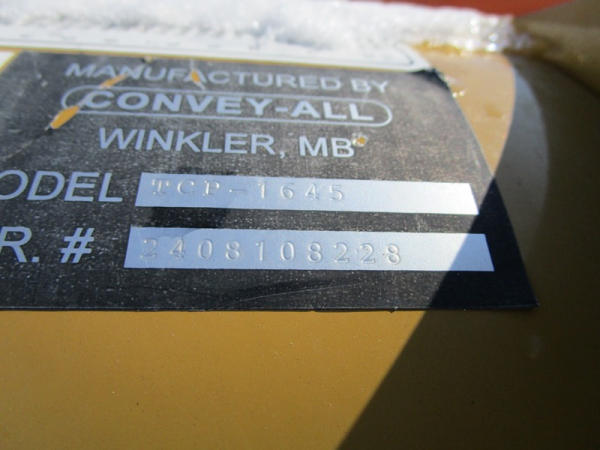 MANUFACTURED BY
CONVEY-ALL
WINKLER, MB
ODEL TCP-1645
R. # 2408108228